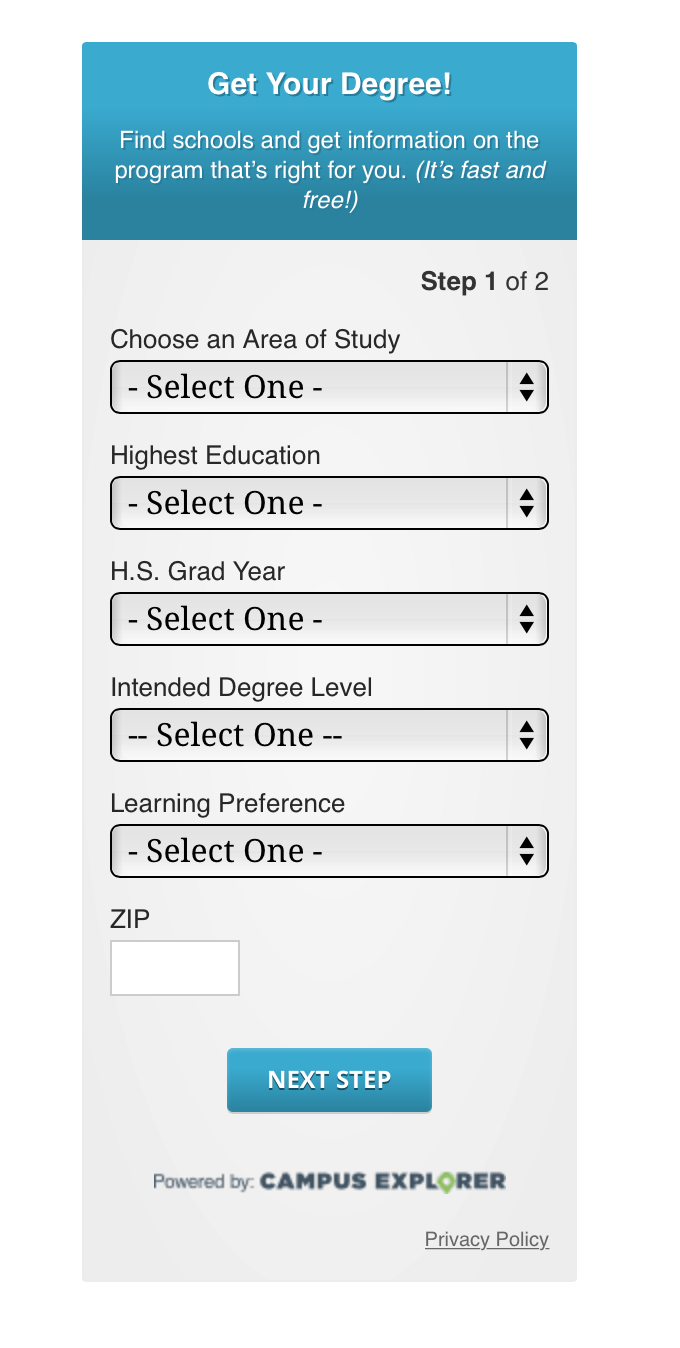 Get Your Degree!
Find schools and get information on the
program that’s right for you. (It’s fast and
free!)
Step 1 of 2
Choose an Area of Study
- Select One -
Highest Education
- Select One -
H.S. Grad Year
- Select One -
Intended Degree Level
-- Select One --
Learning Preference
- Select One -
ZIP
NEXT STEP
Powered by: CAMPUS EXPLORER
Privacy Policy